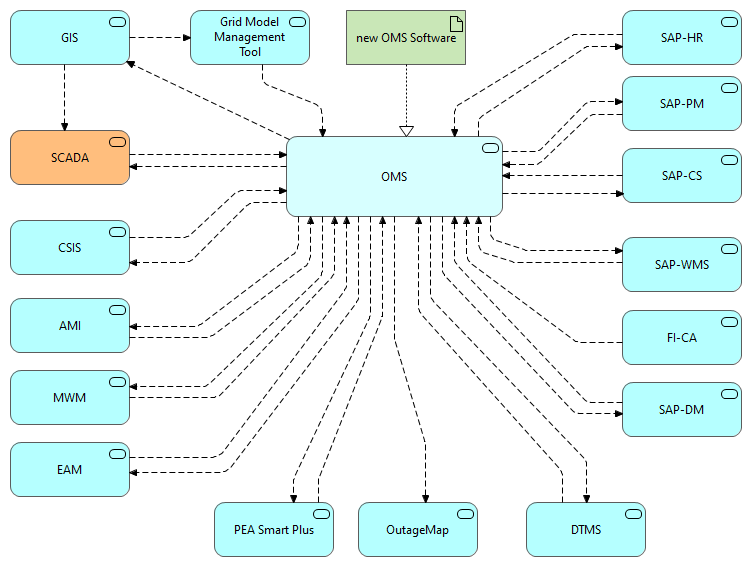 GIS
Grid Model
Management
Tool
new OMS Software
SAP-HR
SAP-PM
SCADA
OMS
SAP-CS
CSIS
SAP-WMS
AMI
FI-CA
MWM
SAP-DM
EAM
PEA Smart Plus
OutageMap
DTMS